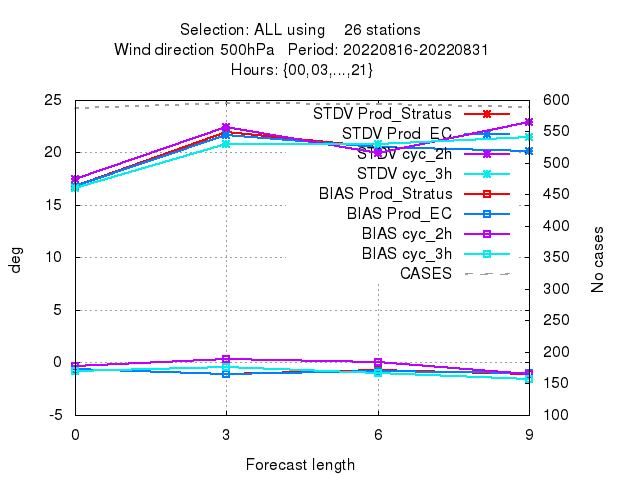 Selection: ALL using 26 stations
Wind direction 500hPa Period: 20220816-20220831
Hours: {00,03,...,21}
25
20
15
10
5
0
-5
0
3
6
9
600
550
500
450
400
350
300
250
200
150
100
deg
No cases
Forecast length
STDV Prod_Stratus
STDV Prod_EC
STDV cyc_2h
STDV cyc_3h
BIAS Prod_Stratus
BIAS Prod_EC
BIAS cyc_2h
BIAS cyc_3h
CASES